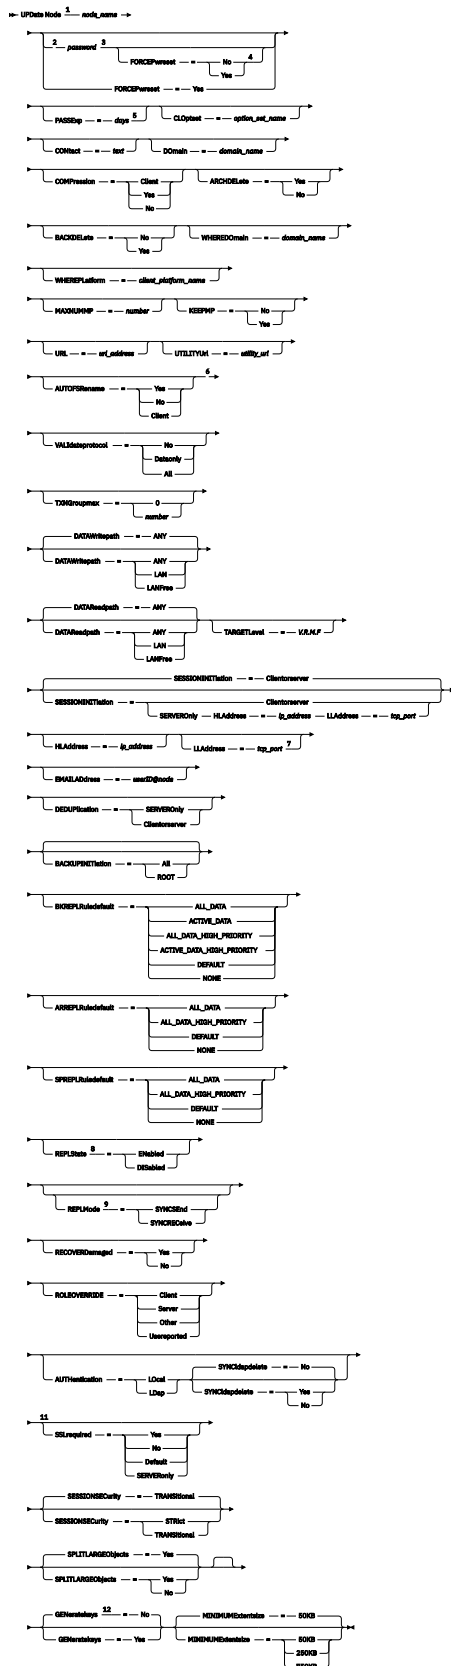 UPDate Node 1 node_name
2 password 3
FORCEPwreset = No 4
Yes
FORCEPwreset = Yes
PASSExp = days 5 CLOptset = option_set_name
CONtact = text DOmain = domain_name
COMPression = Client ARCHDELete = Yes
Yes No
No
BACKDELete = No WHEREDOmain = domain_name
Yes
WHEREPLatform = client_platform_name
MAXNUMMP = number KEEPMP = No
Yes
URL = url_address UTILITYUrl = utility_url
AUTOFSRename = Yes 6
No
Client
VALIdateprotocol = No
Dataonly
All
TXNGroupmax = 0
number
DATAWritepath = ANY
DATAWritepath = ANY
LAN
LANFree
DATAReadpath = ANY
DATAReadpath = ANY TARGETLevel = V.R.M.F
LAN
LANFree
SESSIONINITiation = Clientorserver
SESSIONINITiation = Clientorserver
SERVEROnly HLAddress = ip_address LLAddress = tcp_port
HLAddress = ip_address LLAddress = tcp_port 7
EMAILADdress = userID@node
DEDUPlication = SERVEROnly
Clientorserver
BACKUPINITiation = All
ROOT
BKREPLRuledefault = ALL_DATA
ACTIVE_DATA
ALL_DATA_HIGH_PRIORITY
ACTIVE_DATA_HIGH_PRIORITY
DEFAULT
NONE
ARREPLRuledefault = ALL_DATA
ALL_DATA_HIGH_PRIORITY
DEFAULT
NONE
SPREPLRuledefault = ALL_DATA
ALL_DATA_HIGH_PRIORITY
DEFAULT
NONE
REPLState 8 = ENabled
DISabled
REPLMode 9 = SYNCSEnd
SYNCRECeive
RECOVERDamaged = Yes
No
ROLEOVERRIDE = Client
Server
Other
Usereported
SYNCldapdelete = No
AUTHentication = LOcal SYNCldapdelete = Yes
LDap No
11 SSLrequired = Yes
No
Default
SERVERonly
SESSIONSECurity = TRANSitional
SESSIONSECurity = STRict
TRANSitional
SPLITLARGEObjects = Yes
SPLITLARGEObjects = Yes
No
GENeratekeys 12 = No MINIMUMExtentsize = 50KB
GENeratekeys = Yes MINIMUMExtentsize = 50KB
250KB